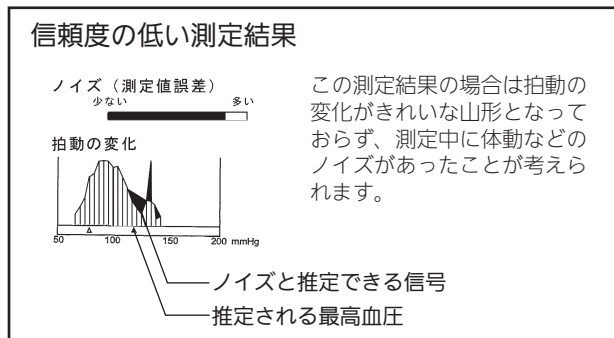 信頼度の低い測定結果
ノイズ（測定値誤差）
少ない 多い
この測定結果の場合は拍動の
変化がきれいな山形となって
おらず、測定中に体動などの
ノイズがあったことが考えら
れます。
拍動の変化
50 100 150 200 mmHg
ノイズと推定できる信号
推定される最高血圧